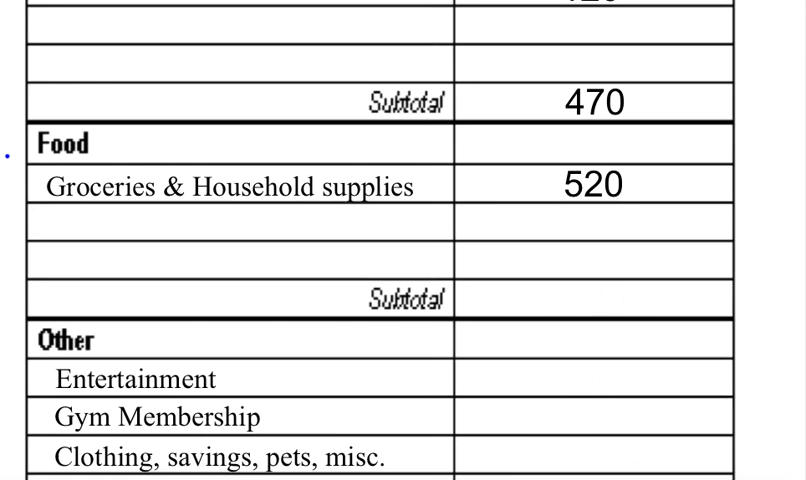 Subtotal 470
Food
Groceries & Household supplies 520
Subtotal
Other
Entertainment
Gym Membership
Clothing, savings, pets, misc.